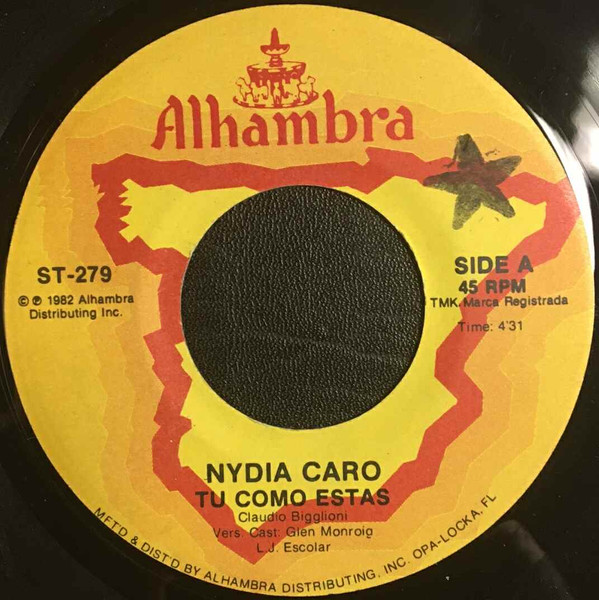 Alhambra
ST-279
© ℗ 1982 Alhambra
Distributing Inc.
SIDE A
45 RPM
TMK. Marca Registrada
Time: 4'31
NYDIA CARO
TU COMO ESTAS
Claudio Bigglioni
Vers. Cast: Glen Monroig
L.J. Escolar
MFT'D & DIST'D BY ALHAMBRA DISTRIBUTING, INC. OPA-LOCKA, FL